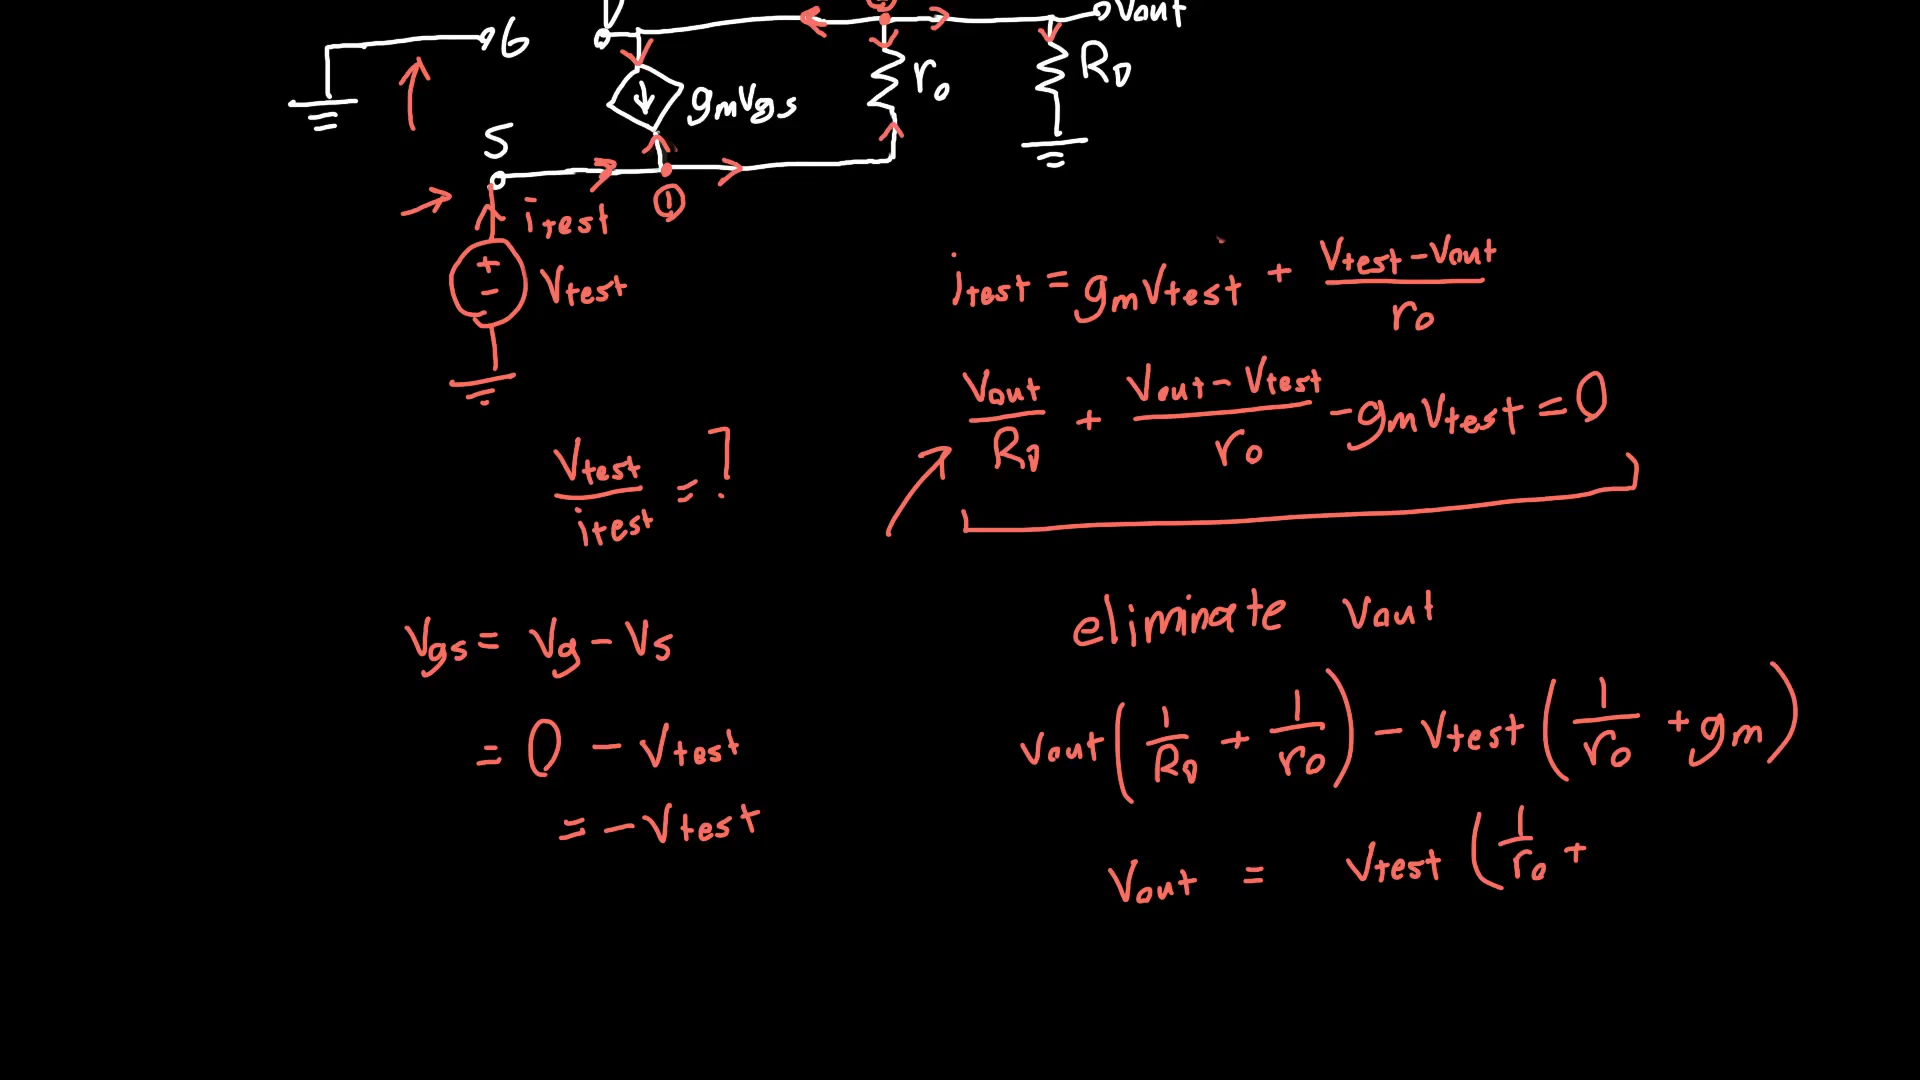 G
Vout
gmVgs
ro
RD
S
①
itest
Vtest
itest = gmVtest + (Vtest - Vout)/ro
Vout/RD + (Vout - Vtest)/ro - gmVtest = 0
Vtest/itest = ?
eliminate Vout
Vgs = Vg - Vs
= 0 - Vtest
= - Vtest
Vout(1/RD + 1/ro) - Vtest(1/ro + gm)
Vout = Vtest(1/ro +